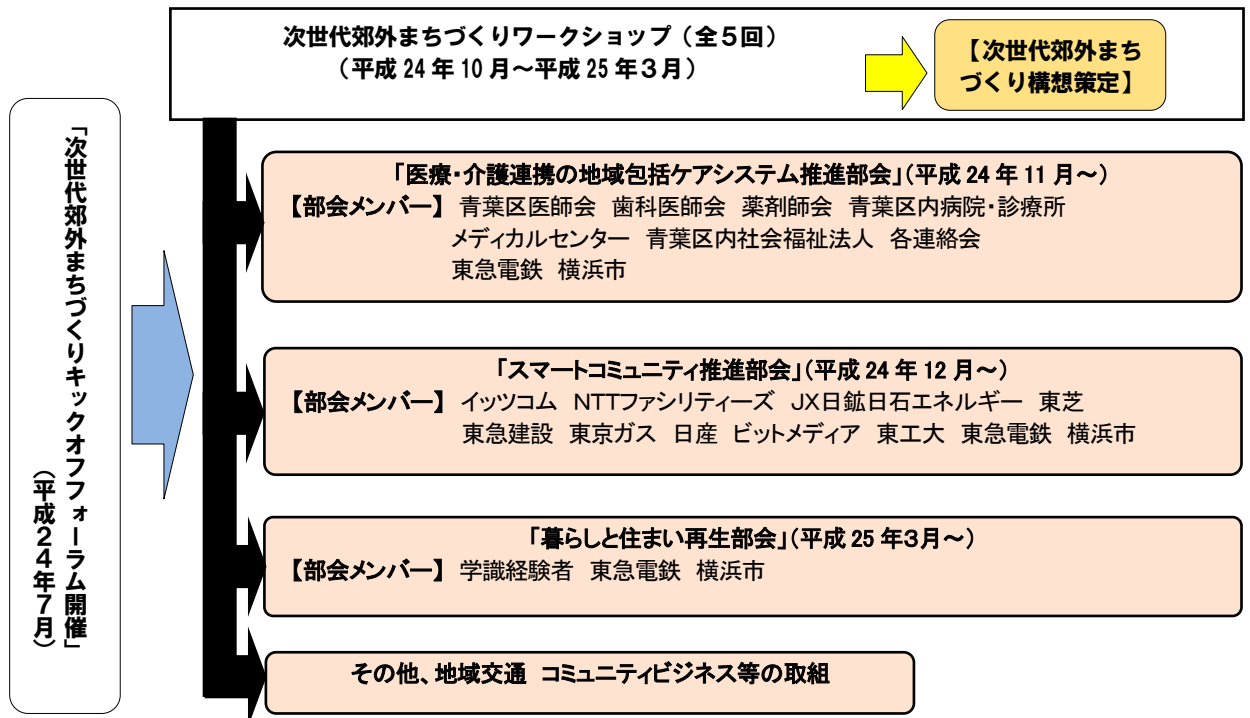 「次世代郊外まちづくりキックオフフォーラム開催」
（平成２４年７月）
次世代郊外まちづくりワークショップ（全５回）
（平成 24 年 10 月～平成 25 年３月）
【次世代郊外まち
づくり構想策定】
「医療・介護連携の地域包括ケアシステム推進部会」（平成 24 年 11 月～）
【部会メンバー】 青葉区医師会 歯科医師会 薬剤師会 青葉区内病院・診療所
メディカルセンター 青葉区内社会福祉法人 各連絡会
東急電鉄 横浜市
「スマートコミュニティ推進部会」（平成 24 年 12 月～）
【部会メンバー】 イッツコム ＮＴＴファシリティーズ ＪＸ日鉱日石エネルギー 東芝
東急建設 東京ガス 日産 ビットメディア 東工大 東急電鉄 横浜市
「暮らしと住まい再生部会」（平成 25 年３月～）
【部会メンバー】 学識経験者 東急電鉄 横浜市
その他、地域交通 コミュニティビジネス等の取組